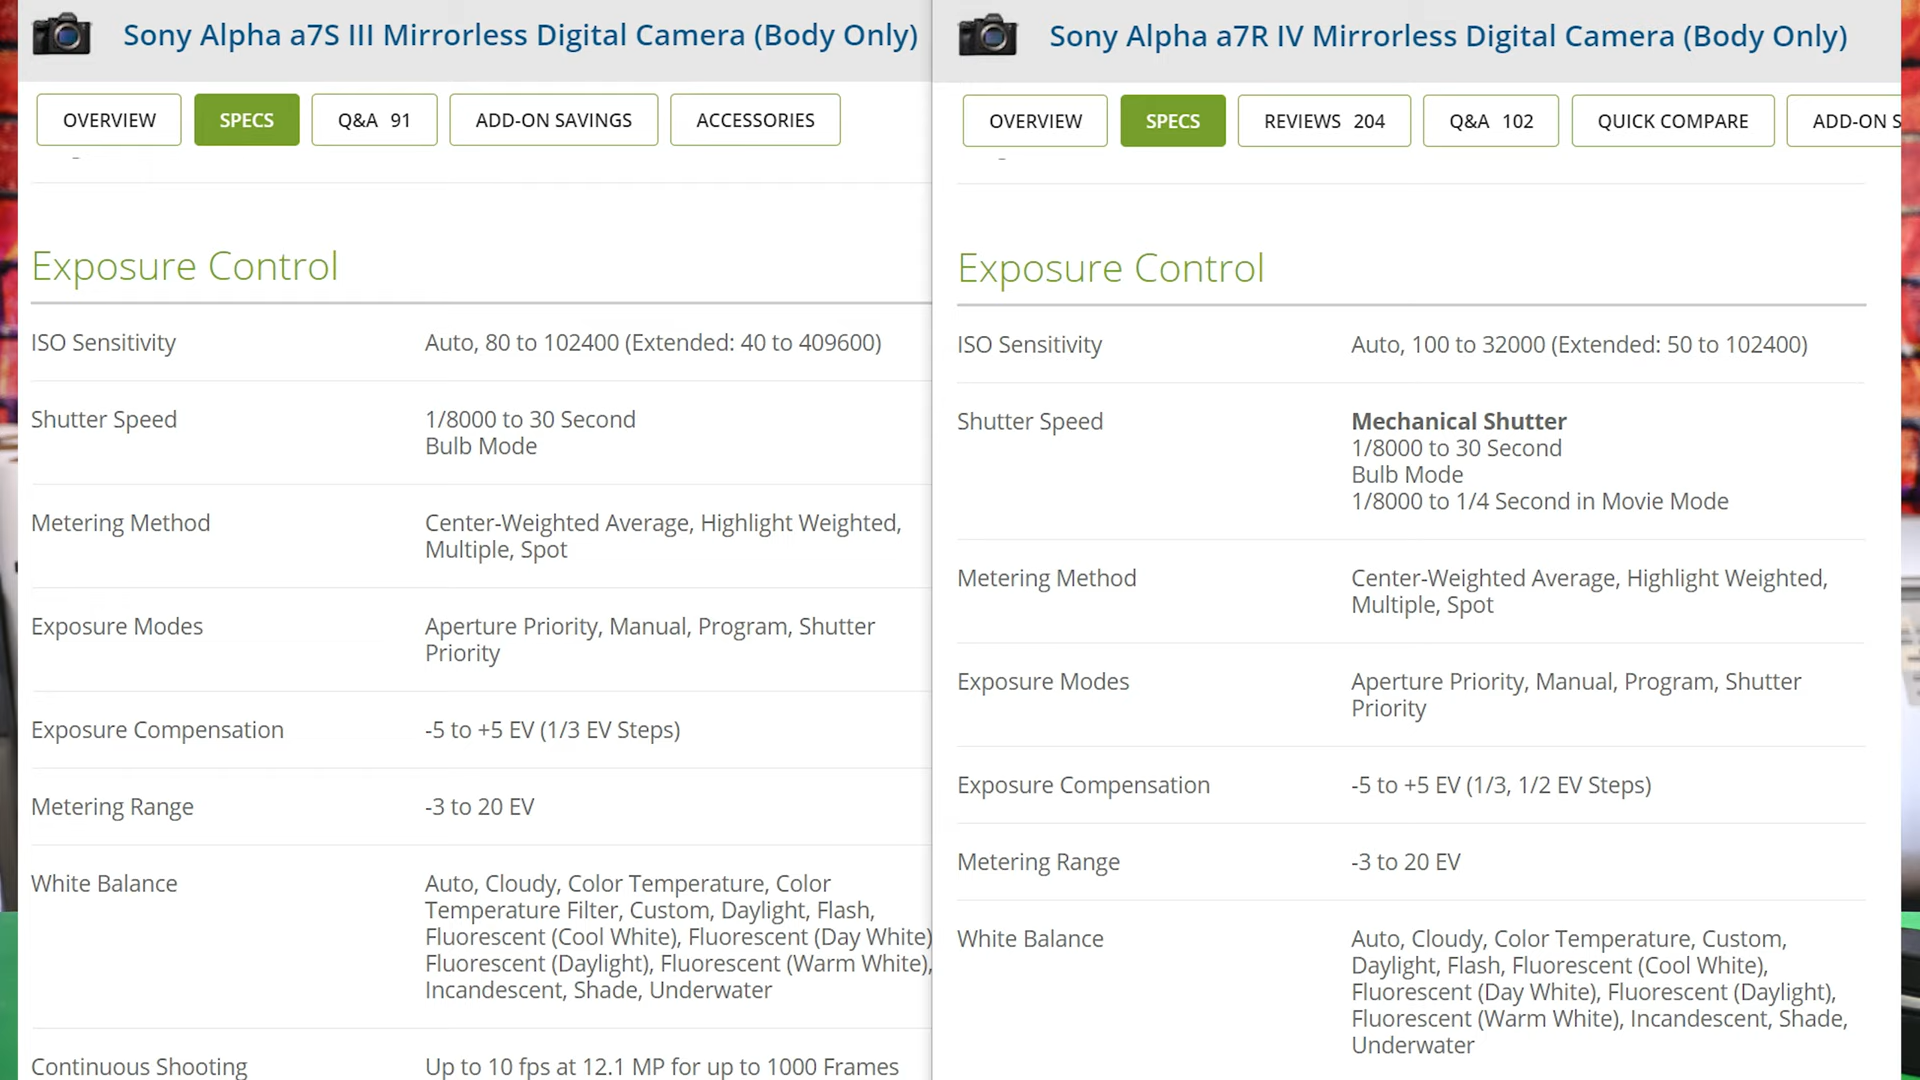 Sony Alpha a7S III Mirrorless Digital Camera (Body Only)
OVERVIEW
SPECS
Q&A 91
ADD-ON SAVINGS
ACCESSORIES
Exposure Control
ISO Sensitivity
Auto, 80 to 102400 (Extended: 40 to 409600)
Shutter Speed
1/8000 to 30 Second
Bulb Mode
Metering Method
Center-Weighted Average, Highlight Weighted,
Multiple, Spot
Exposure Modes
Aperture Priority, Manual, Program, Shutter
Priority
Exposure Compensation
-5 to +5 EV (1/3 EV Steps)
Metering Range
-3 to 20 EV
White Balance
Auto, Cloudy, Color Temperature, Color
Temperature Filter, Custom, Daylight, Flash,
Fluorescent (Cool White), Fluorescent (Day White)
Fluorescent (Daylight), Fluorescent (Warm White),
Incandescent, Shade, Underwater
Continuous Shooting
Up to 10 fps at 12.1 MP for up to 1000 Frames
Sony Alpha a7R IV Mirrorless Digital Camera (Body Only)
OVERVIEW
SPECS
REVIEWS 204
Q&A 102
QUICK COMPARE
ADD-ON S
Exposure Control
ISO Sensitivity
Auto, 100 to 32000 (Extended: 50 to 102400)
Shutter Speed
Mechanical Shutter
1/8000 to 30 Second
Bulb Mode
1/8000 to 1/4 Second in Movie Mode
Metering Method
Center-Weighted Average, Highlight Weighted,
Multiple, Spot
Exposure Modes
Aperture Priority, Manual, Program, Shutter
Priority
Exposure Compensation
-5 to +5 EV (1/3, 1/2 EV Steps)
Metering Range
-3 to 20 EV
White Balance
Auto, Cloudy, Color Temperature, Custom,
Daylight, Flash, Fluorescent (Cool White),
Fluorescent (Day White), Fluorescent (Daylight),
Fluorescent (Warm White), Incandescent, Shade,
Underwater